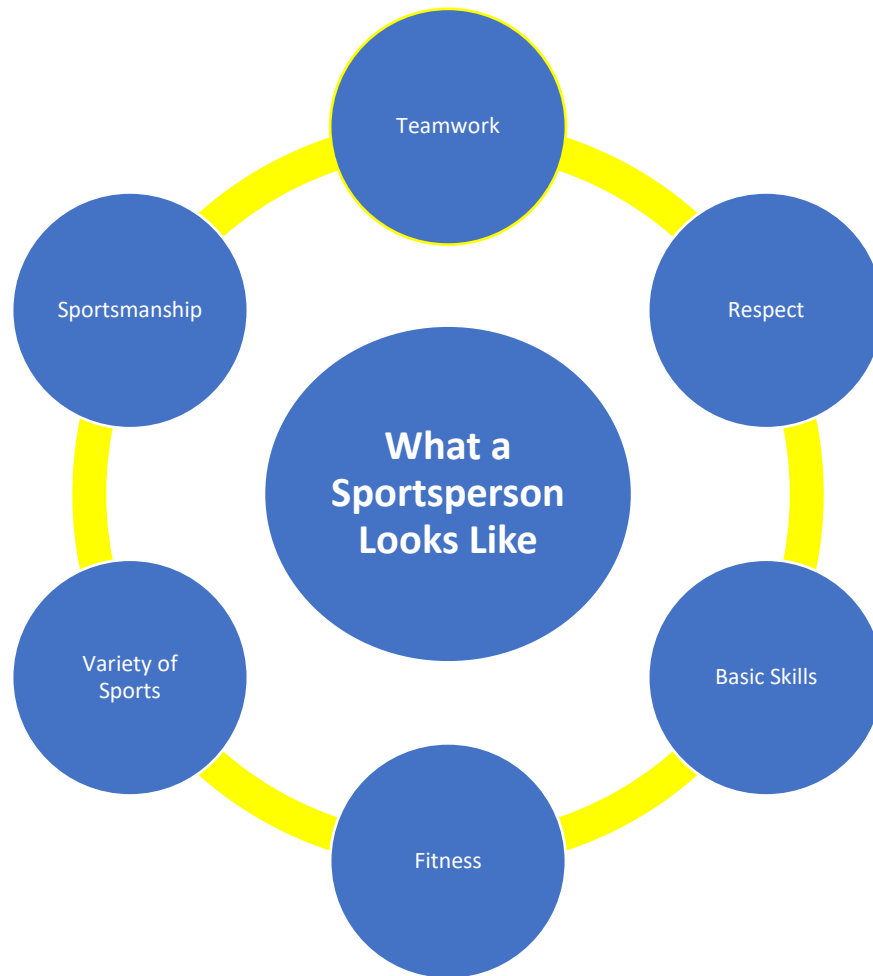 Teamwork
Respect
Basic Skills
Fitness
Variety of
Sports
Sportsmanship
What a
Sportsperson
Looks Like